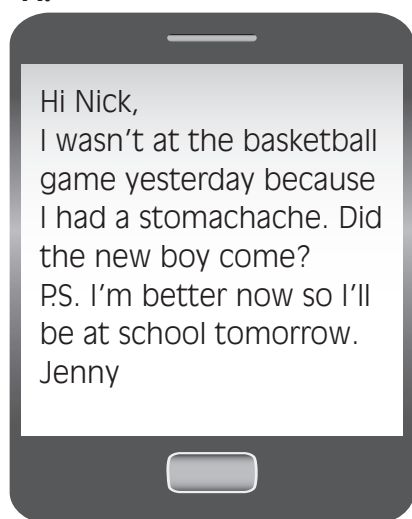 Hi Nick,
I wasn't at the basketball
game yesterday because
I had a stomachache. Did
the new boy come?
P.S. I'm better now so I'll
be at school tomorrow.
Jenny